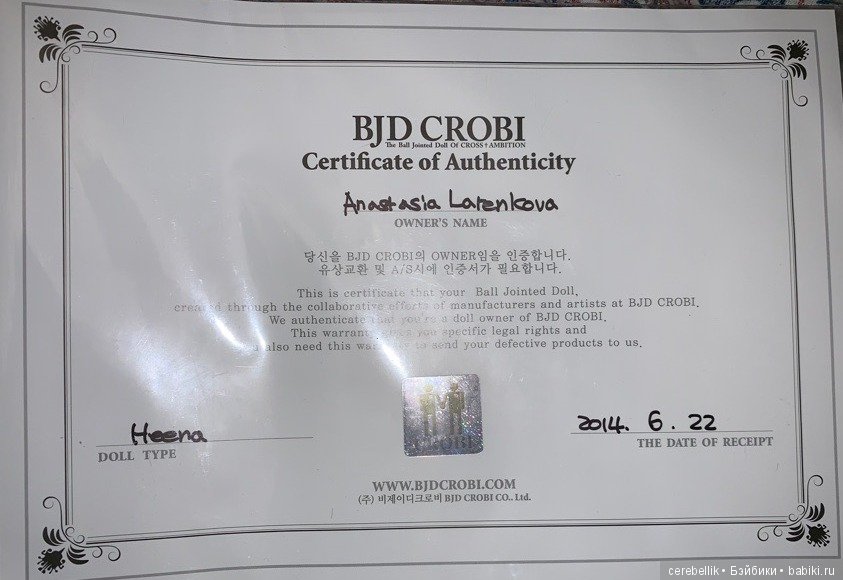 BJD CROBI
The Ball Jointed Doll Of CROSS†AMBITION
Certificate of Authenticity
Anastasia Larenkova
OWNER'S NAME
당신을 BJD CROBI의 OWNER임을 인증합니다.
유상교환 및 A/S시에 인증서가 필요합니다.
This is certificate that your Ball Jointed Doll,
created through the collaborative efforts of manufacturers and artists at BJD CROBI.
We authenticate that you're a doll owner of BJD CROBI.
This warranty gives you specific legal rights and
also need this warranty to send your defective products to us.
Heena
DOLL TYPE
CROBI
2014. 6. 22
THE DATE OF RECEIPT
WWW.BJDCROBI.COM
(주) 비제이디크로비 BJD CROBI CO., Ltd.
cerebellik • Бэйбики • babiki.ru